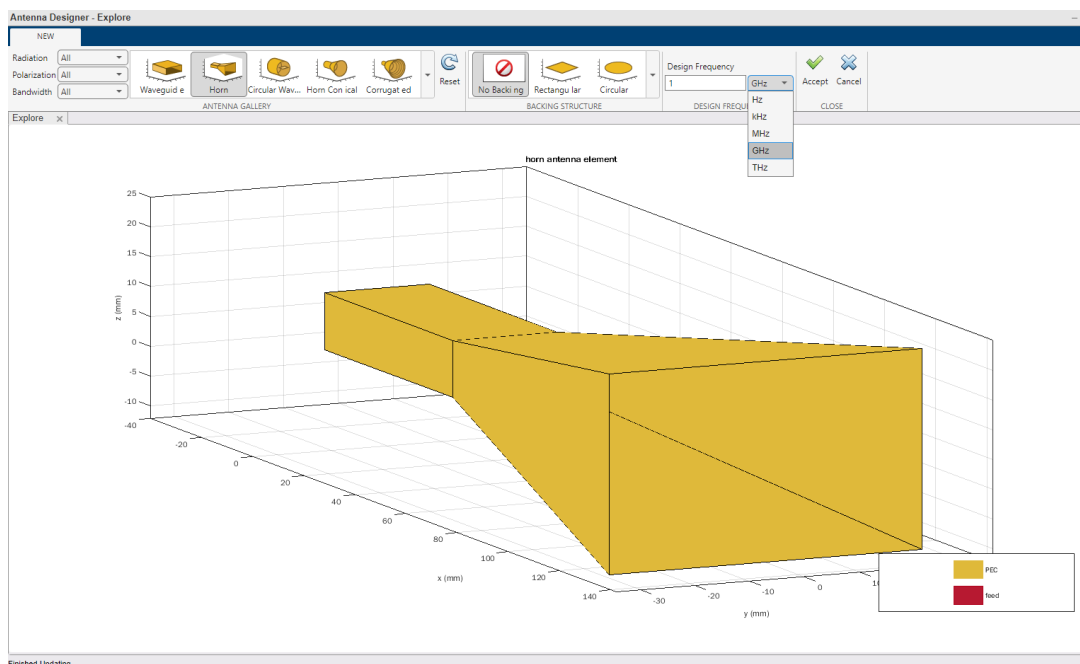 Antenna Designer - Explore
NEW
Radiation All
Polarization All
Bandwidth All
Waveguid e
Horn
Circular Wav...
Horn Con ical
Corrugat ed
Reset
ANTENNA GALLERY
No Backi ng
Rectangu lar
Circular
BACKING STRUCTURE
Design Frequency
1 GHz
DESIGN FREQU
Hz
kHz
MHz
GHz
THz
Accept
Cancel
CLOSE
Explore x
horn antenna element
25
20
15
10
5
0
-5
-10
z (mm)
-40
-20
0
20
40
60
80
100
120
140
x (mm)
-30
-20
-10
0
y (mm)
PEC
feed
Finished Updating